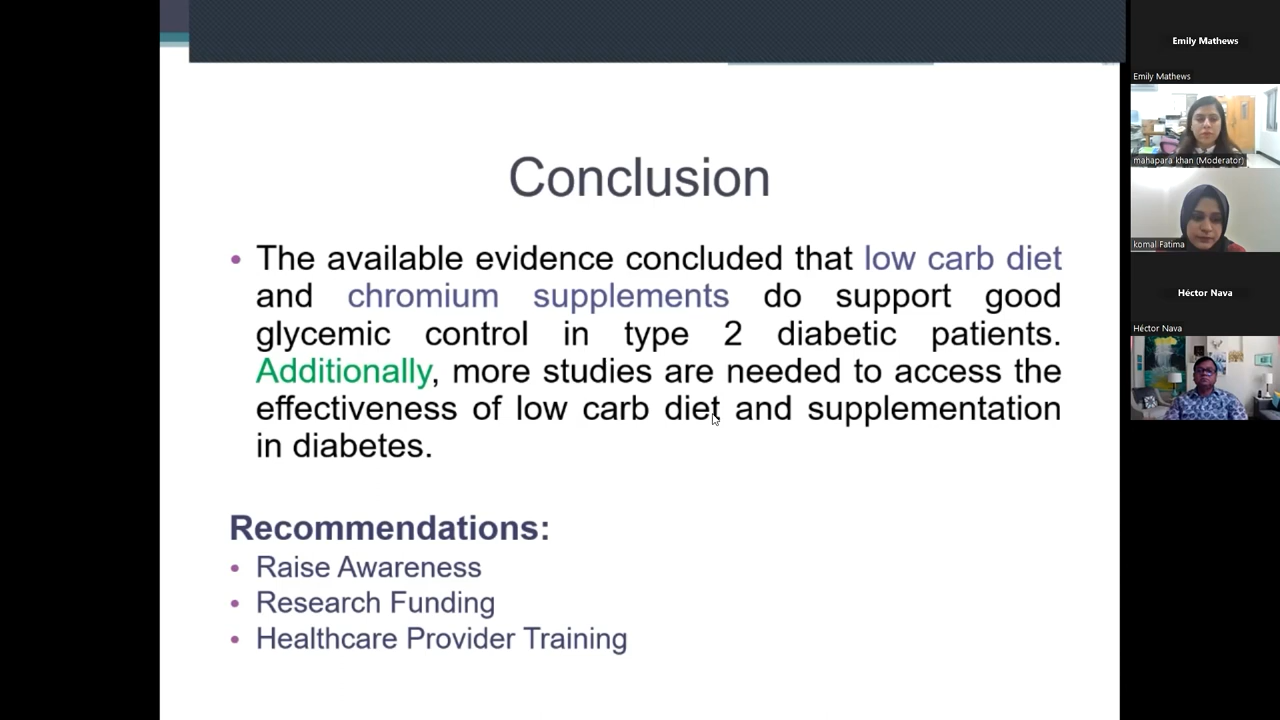 Conclusion
• The available evidence concluded that low carb diet
and chromium supplements do support good
glycemic control in type 2 diabetic patients.
Additionally, more studies are needed to access the
effectiveness of low carb diet and supplementation
in diabetes.
Recommendations:
• Raise Awareness
• Research Funding
• Healthcare Provider Training
Emily Mathews
Emily Mathews
mahapara khan (Moderator)
komal Fatima
Héctor Nava
Héctor Nava